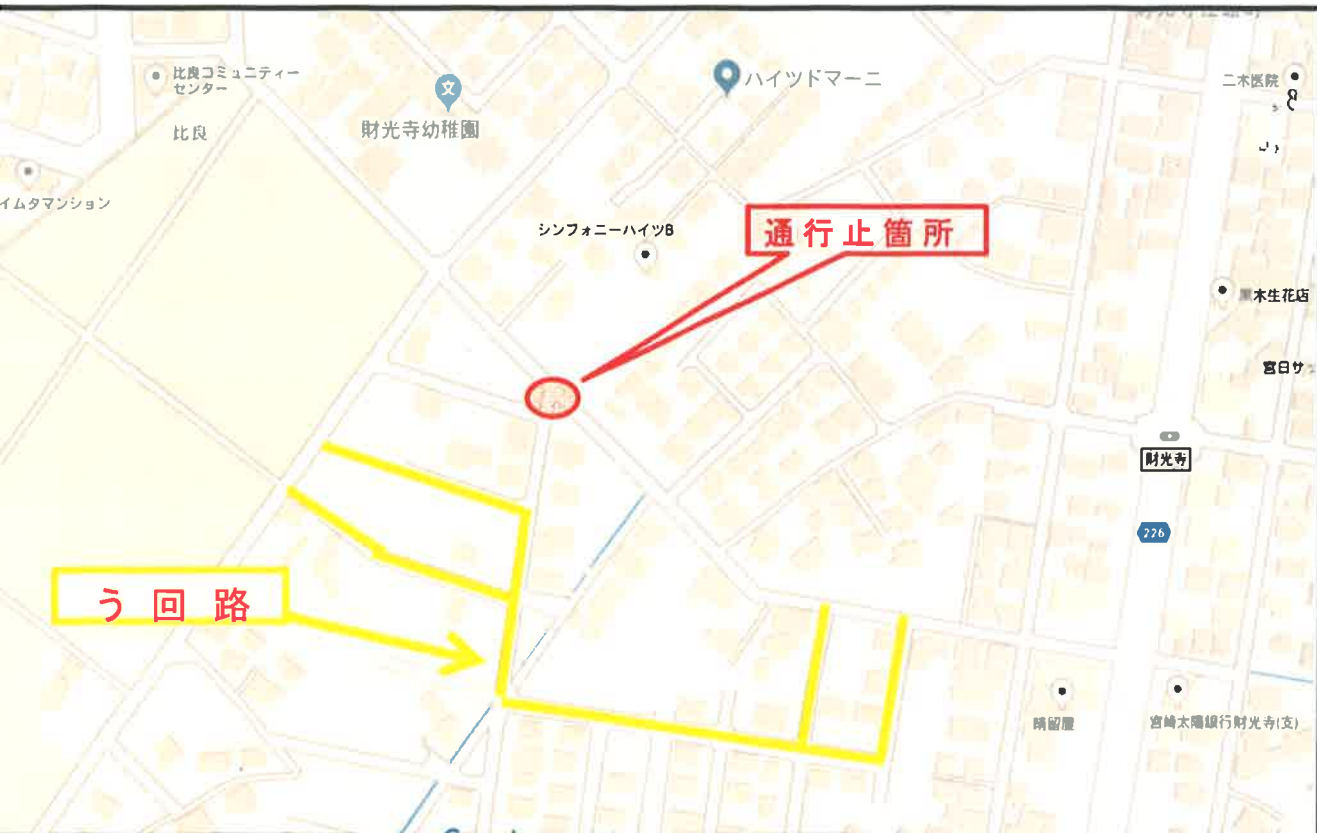 比良コミュニティー
センター
比良
文
財光寺幼稚園
ハイツドマーニ
二木医院
イムタマンション
シンフォニーハイツB
通行止箇所
木生花店
宮日サ
財光寺
226
う回路
宮崎太陽銀行財光寺(支)